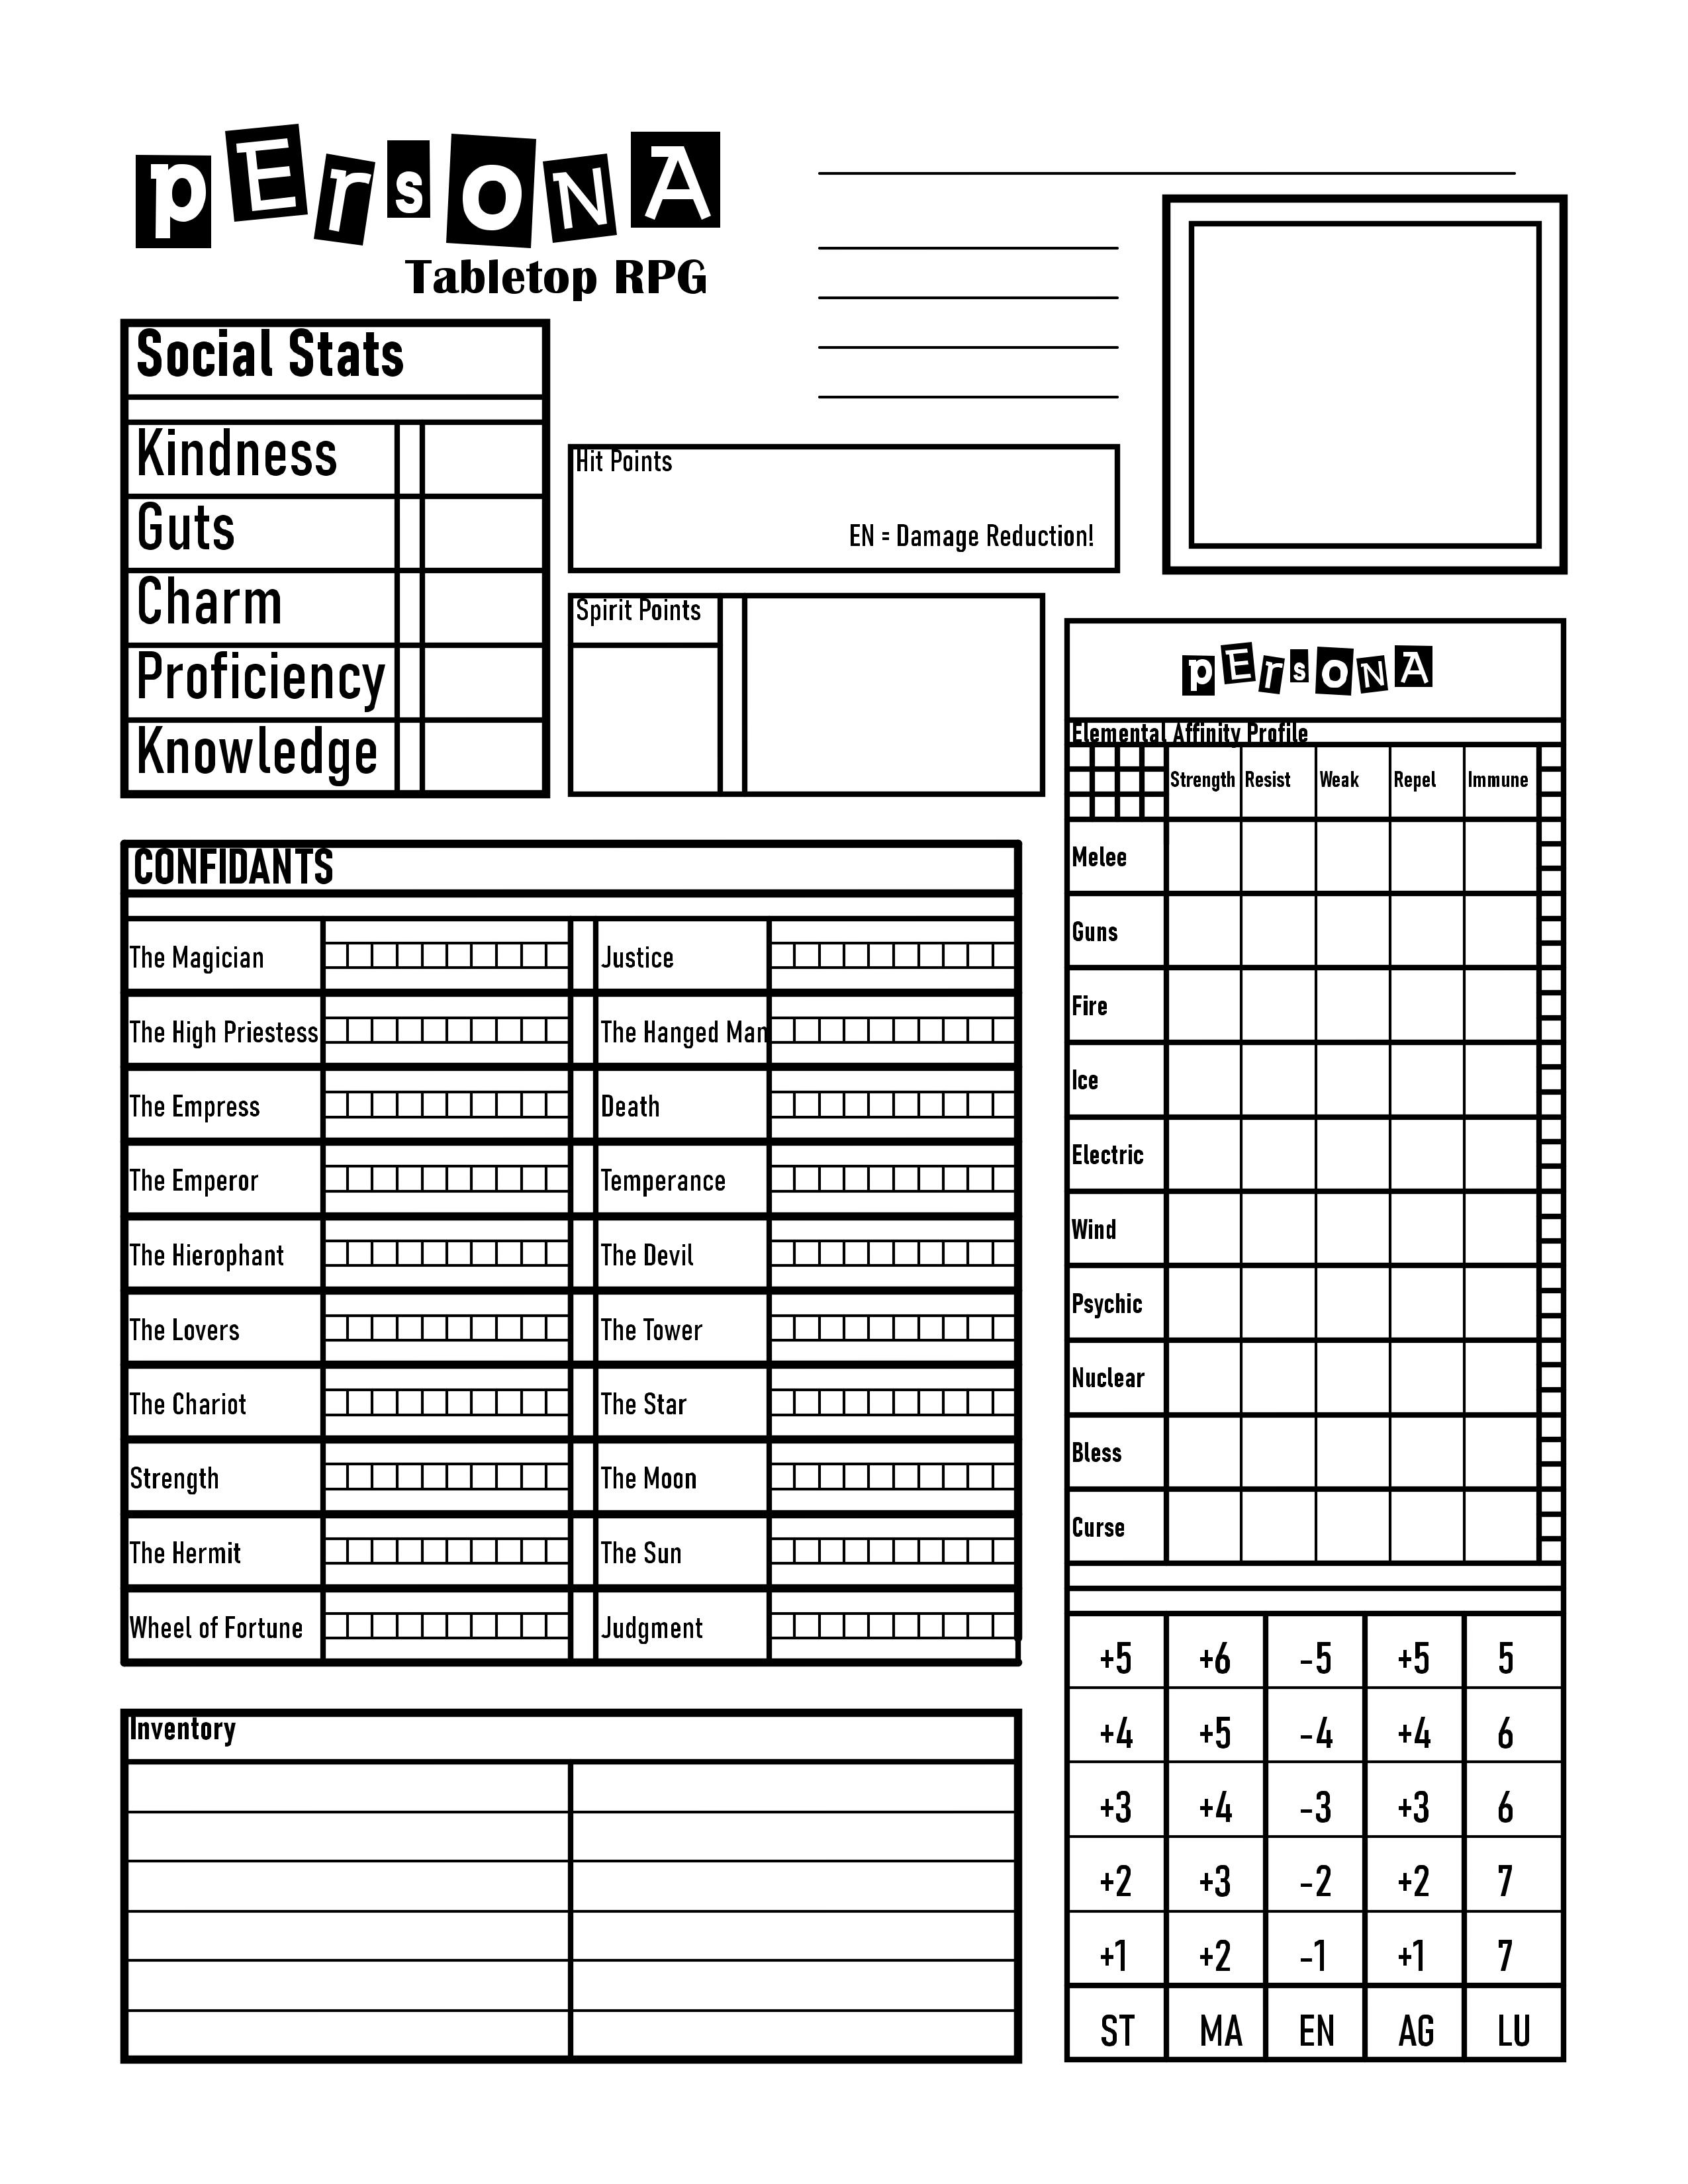 pErsoNA
Tabletop RPG
Social Stats
Kindness
Guts
Charm
Proficiency
Knowledge
Hit Points
EN = Damage Reduction!
Spirit Points
CONFIDANTS
The Magician
Justice
The High Priestess
The Hanged Man
The Empress
Death
The Emperor
Temperance
The Hierophant
The Devil
The Lovers
The Tower
The Chariot
The Star
Strength
The Moon
The Hermit
The Sun
Wheel of Fortune
Judgment
Inventory
pErsoNA
Elemental Affinity Profile
Strength Resist Weak Repel Immune
Melee
Guns
Fire
Ice
Electric
Wind
Psychic
Nuclear
Bless
Curse
+5 +6 -5 +5 5
+4 +5 -4 +4 6
+3 +4 -3 +3 6
+2 +3 -2 +2 7
+1 +2 -1 +1 7
ST MA EN AG LU